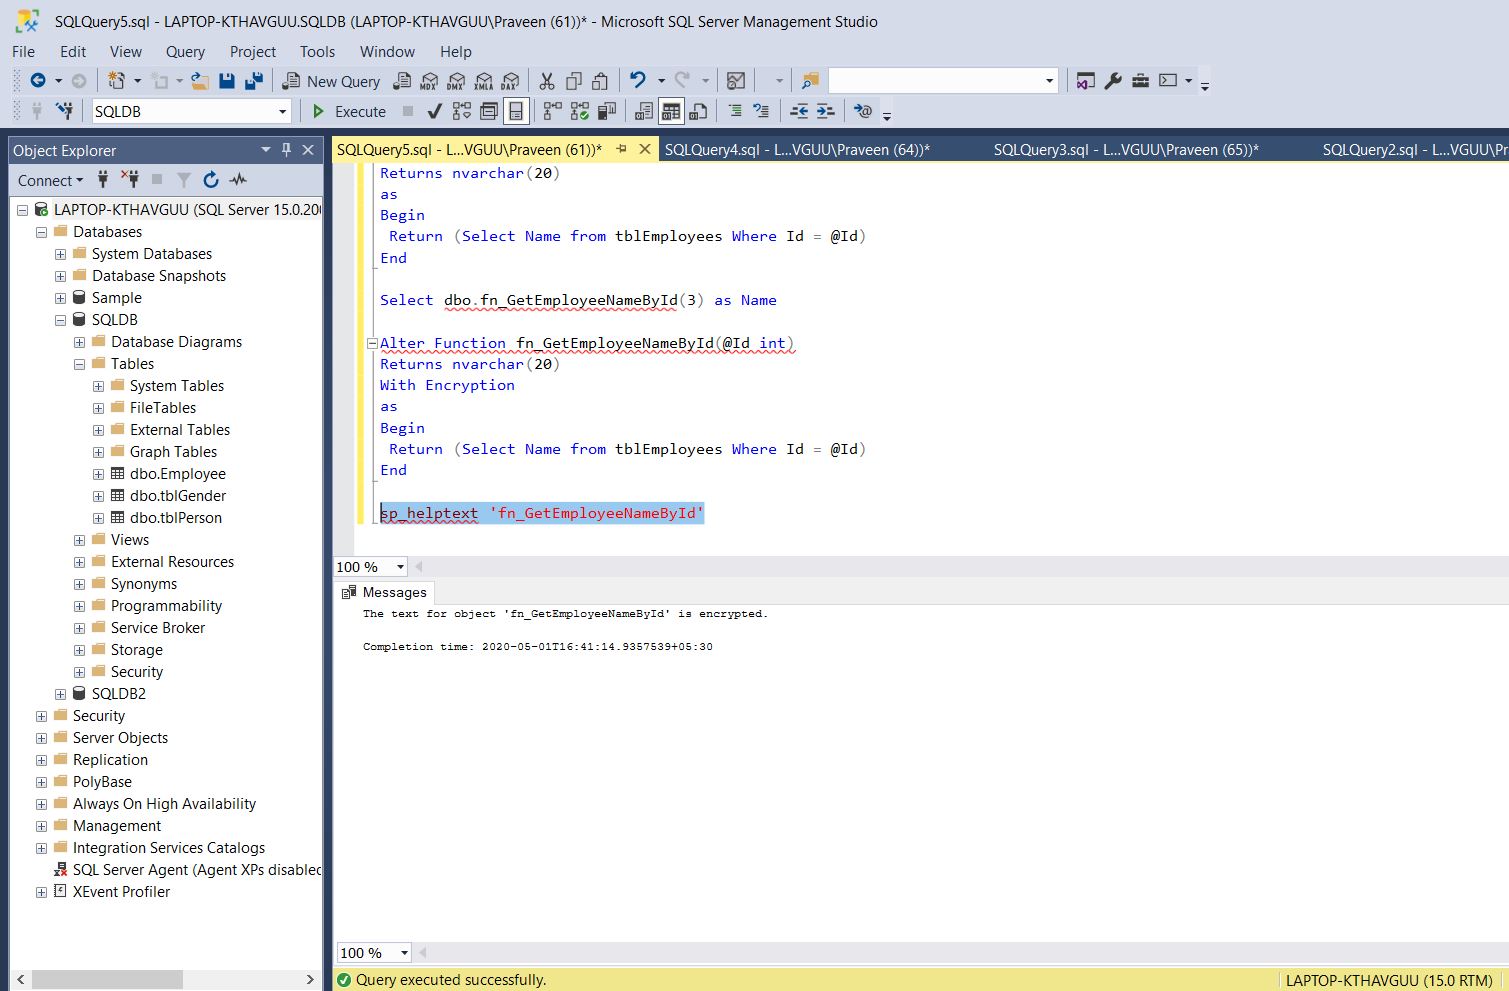 SQLQuery5.sql - LAPTOP-KTHAVGUU.SQLDB (LAPTOP-KTHAVGUU\Praveen (61))* - Microsoft SQL Server Management Studio
File Edit View Query Project Tools Window Help
New Query MDX DMX XMLA DAX
SQLDB Execute
Object Explorer
Connect
LAPTOP-KTHAVGUU (SQL Server 15.0.200
Databases
System Databases
Database Snapshots
Sample
SQLDB
Database Diagrams
Tables
System Tables
FileTables
External Tables
Graph Tables
dbo.Employee
dbo.tblGender
dbo.tblPerson
Views
External Resources
Synonyms
Programmability
Service Broker
Storage
Security
SQLDB2
Security
Server Objects
Replication
PolyBase
Always On High Availability
Management
Integration Services Catalogs
SQL Server Agent (Agent XPs disabled
XEvent Profiler
SQLQuery5.sql - L...VGUU\Praveen (61))* SQLQuery4.sql - L...VGUU\Praveen (64))* SQLQuery3.sql - L...VGUU\Praveen (65))* SQLQuery2.sql - L...VGUU\Pr
Returns nvarchar(20)
as
Begin
Return (Select Name from tblEmployees Where Id = @Id)
End
Select dbo.fn_GetEmployeeNameById(3) as Name
Alter Function fn_GetEmployeeNameById(@Id int)
Returns nvarchar(20)
With Encryption
as
Begin
Return (Select Name from tblEmployees Where Id = @Id)
End
sp_helptext 'fn_GetEmployeeNameById'
100 %
Messages
The text for object 'fn_GetEmployeeNameById' is encrypted.
Completion time: 2020-05-01T16:41:14.9357539+05:30
100 %
Query executed successfully. LAPTOP-KTHAVGUU (15.0 RTM)